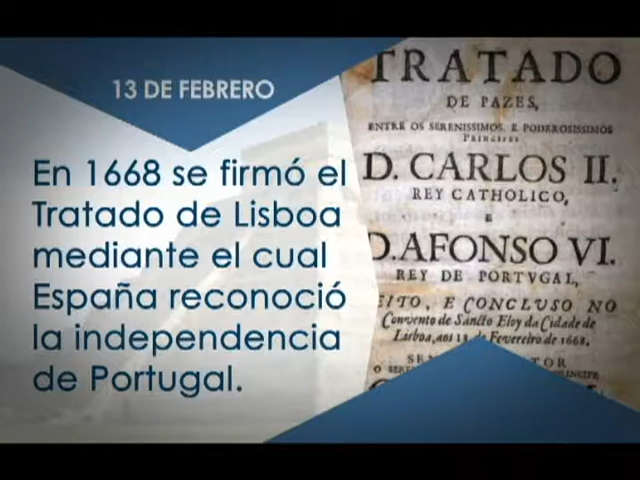 13 DE FEBRERO
En 1668 se firmó el
Tratado de Lisboa
mediante el cual
España reconoció
la independencia
de Portugal.
TRATADO
DE PAZES,
ENTRE OS SERENISSIMOS, E PODEROSISSIMOS
PRINCIPES
D. CARLOS II.
REY CATHOLICO,
E
D. AFONSO VI.
REY DE PORTVGAL,
EITO, E CONCLUSO NO
Convento de Sancto Eloy da Cidade de
Lisboa, aos 13 de Fevereiro de 1668.